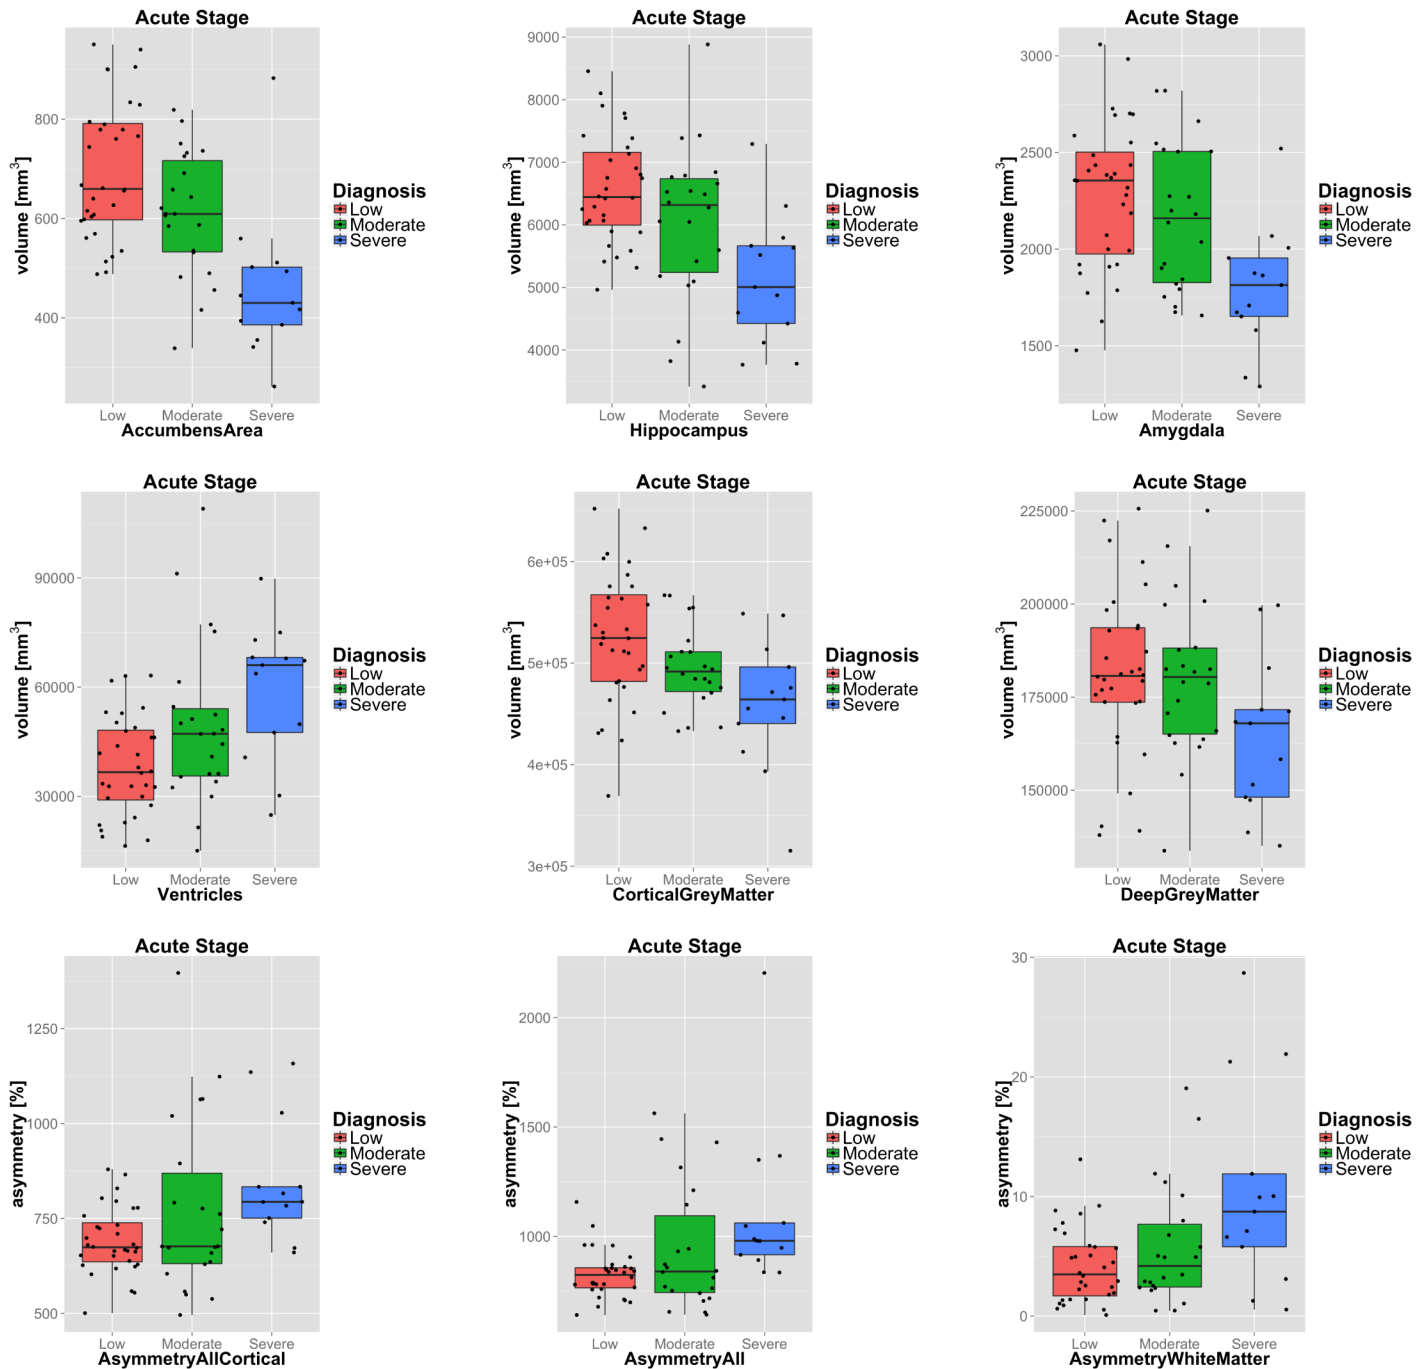 Acute Stage
800
600
400
volume [mm³]
Low Moderate Severe
AccumbensArea
Diagnosis
Low
Moderate
Severe
Acute Stage
9000
8000
7000
6000
5000
4000
volume [mm³]
Low Moderate Severe
Hippocampus
Diagnosis
Low
Moderate
Severe
Acute Stage
3000
2500
2000
1500
volume [mm³]
Low Moderate Severe
Amygdala
Diagnosis
Low
Moderate
Severe
Acute Stage
90000
60000
30000
volume [mm³]
Low Moderate Severe
Ventricles
Diagnosis
Low
Moderate
Severe
Acute Stage
6e+05
5e+05
4e+05
3e+05
volume [mm³]
Low Moderate Severe
CorticalGreyMatter
Diagnosis
Low
Moderate
Severe
Acute Stage
225000
200000
175000
150000
volume [mm³]
Low Moderate Severe
DeepGreyMatter
Diagnosis
Low
Moderate
Severe
Acute Stage
1250
1000
750
500
asymmetry [%]
Low Moderate Severe
AsymmetryAllCortical
Diagnosis
Low
Moderate
Severe
Acute Stage
2000
1500
1000
asymmetry [%]
Low Moderate Severe
AsymmetryAll
Diagnosis
Low
Moderate
Severe
Acute Stage
30
20
10
0
asymmetry [%]
Low Moderate Severe
AsymmetryWhiteMatter
Diagnosis
Low
Moderate
Severe